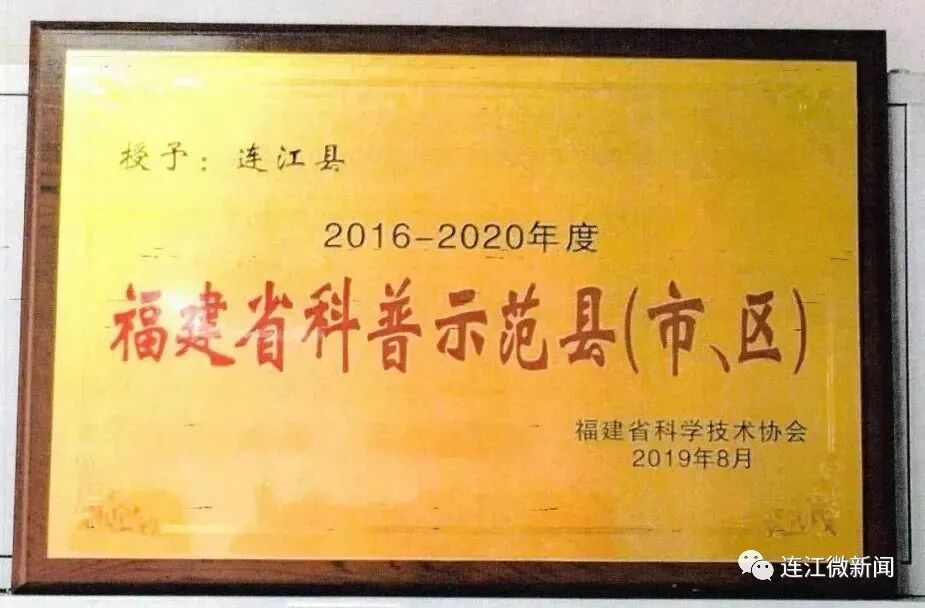 授予：连江县
2016-2020年度
福建省科普示范县(市、区)
福建省科学技术协会
2019年8月
连江微新闻